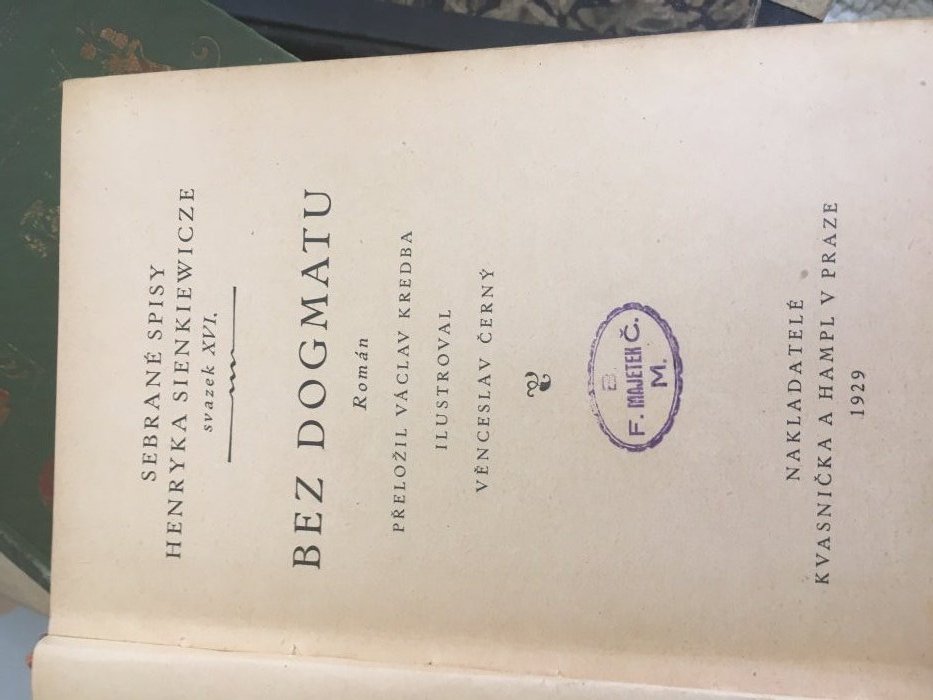 SEBRANÉ SPISY
HENRYKA SIENKIEWICZE
svazek XVI.
BEZ DOGMATU
Román
PŘELOŽIL VÁCLAV KREDBA
ILUSTROVAL
VĚNCESLAV ČERNÝ
B
F. MAJETEK Č.
M.
NAKLADATELÉ
KVASNIČKA A HAMPL V PRAZE
1929